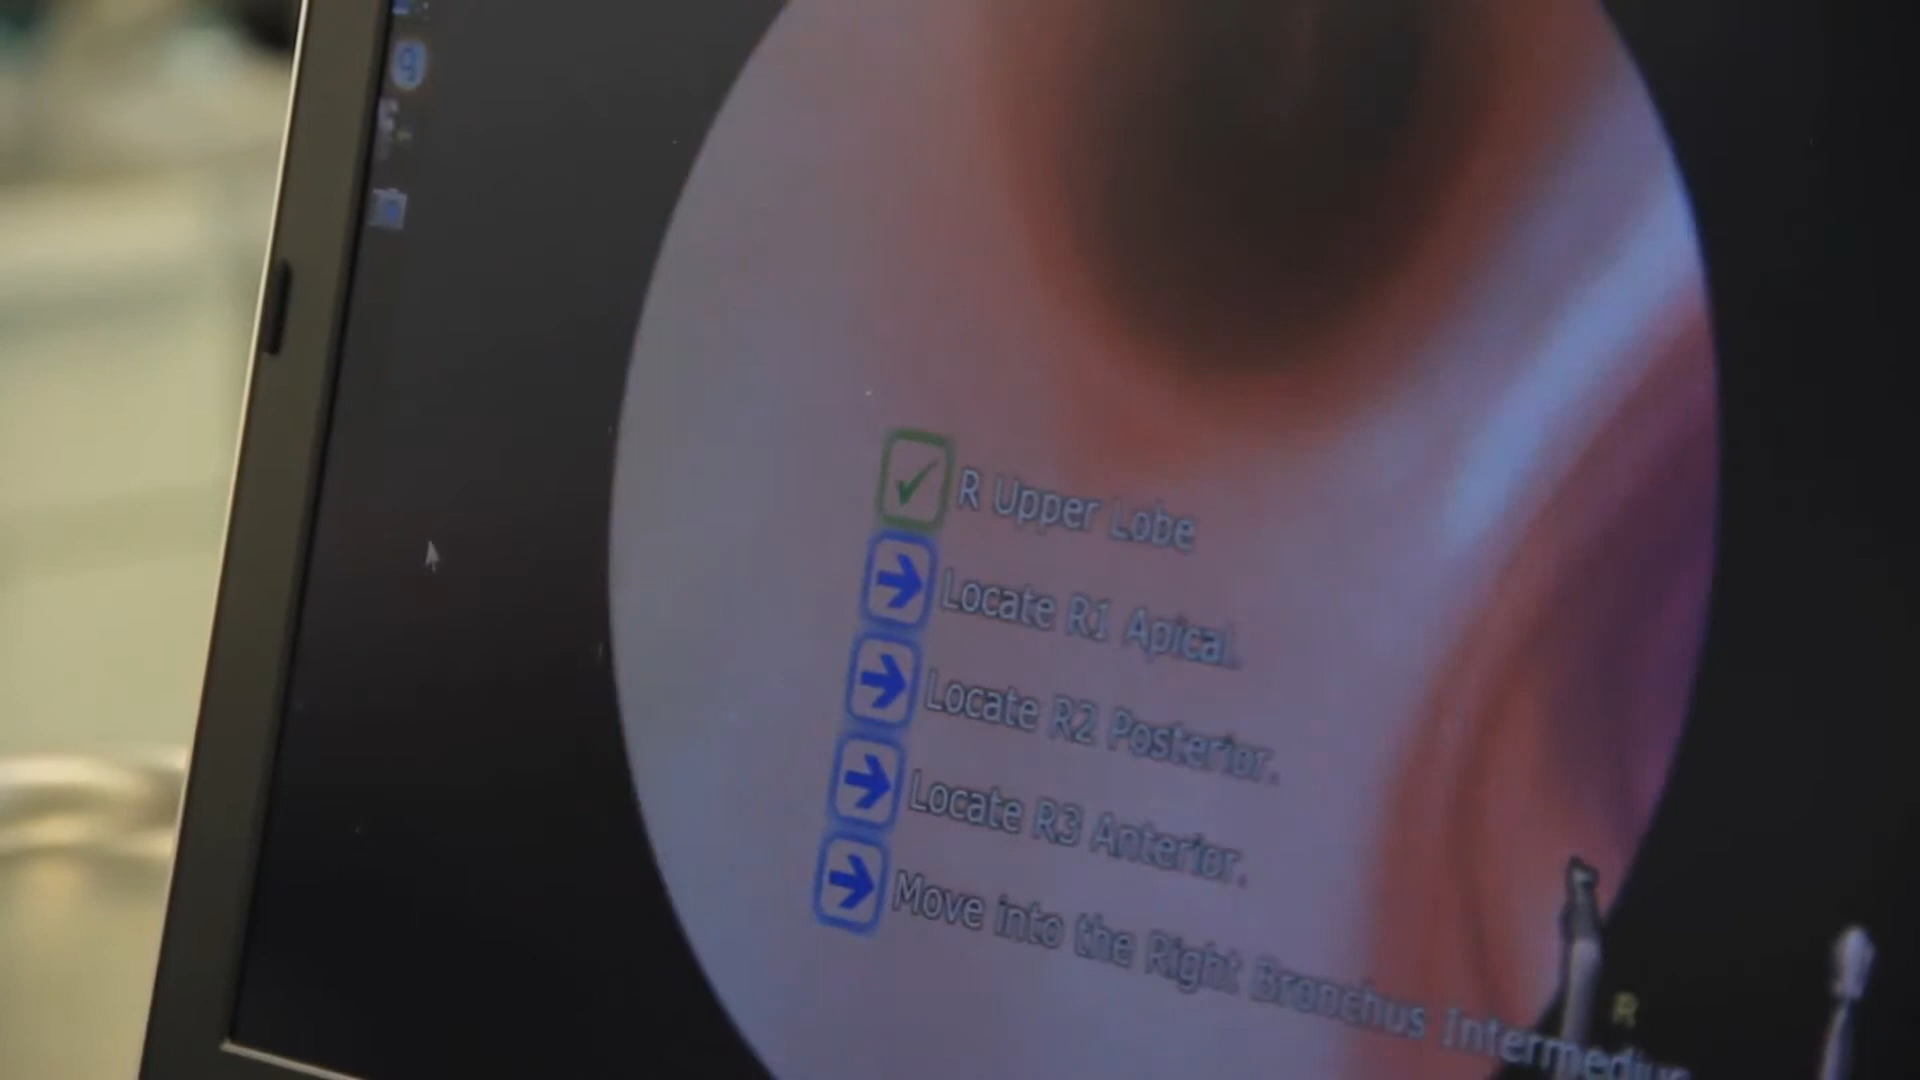 R Upper Lobe
Locate R1 Apical.
Locate R2 Posterior.
Locate R3 Anterior.
Move into the Right Bronchus Intermedius
R